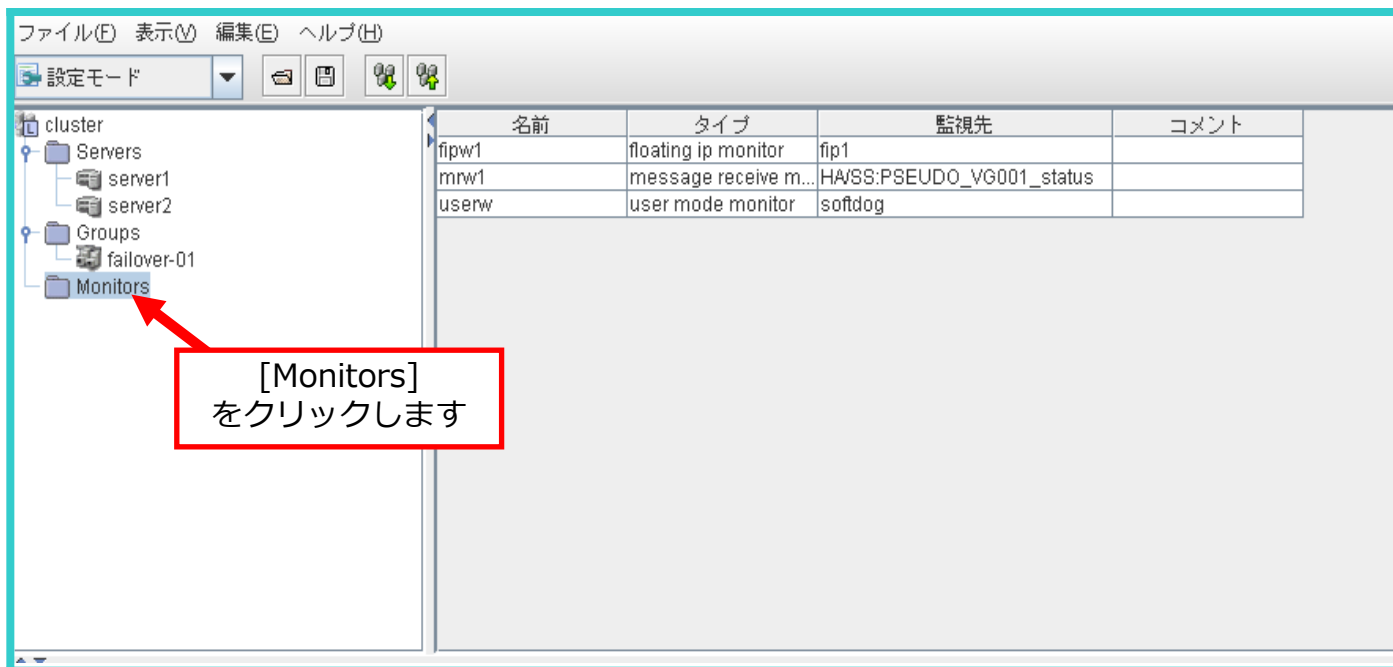 ファイル(F) 表示(V) 編集(E) ヘルプ(H)
設定モード
cluster
Servers
server1
server2
Groups
failover-01
Monitors
名前 タイプ 監視先 コメント
fipw1 floating ip monitor fip1
mrw1 message receive m... HA/SS:PSEUDO_VG001_status
userw user mode monitor softdog
[Monitors]
をクリックします